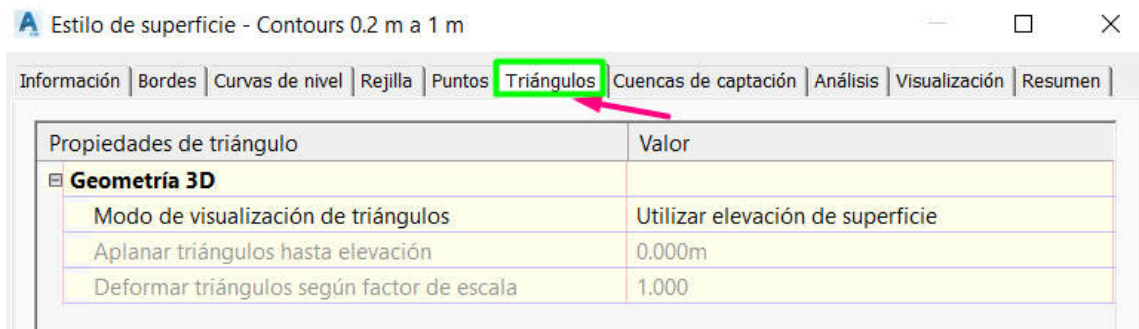 Estilo de superficie - Contours 0.2 m a 1 m
Información Bordes Curvas de nivel Rejilla Puntos Triángulos Cuencas de captación Análisis Visualización Resumen
Propiedades de triángulo Valor
Geometría 3D
Modo de visualización de triángulos Utilizar elevación de superficie
Aplanar triángulos hasta elevación 0.000m
Deformar triángulos según factor de escala 1.000